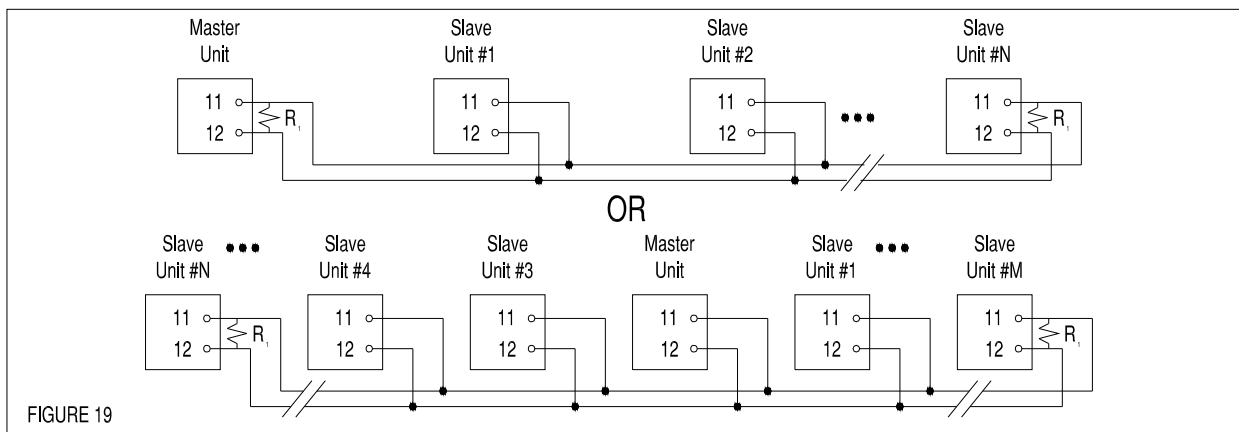 Master Unit
Slave Unit #1
Slave Unit #2
Slave Unit #N
11
12
R1
11
12
11
12
11
12
R1
OR
Slave Unit #N
Slave Unit #4
Slave Unit #3
Master Unit
Slave Unit #1
Slave Unit #M
11
12
R1
11
12
11
12
11
12
11
12
11
12
R1
FIGURE 19